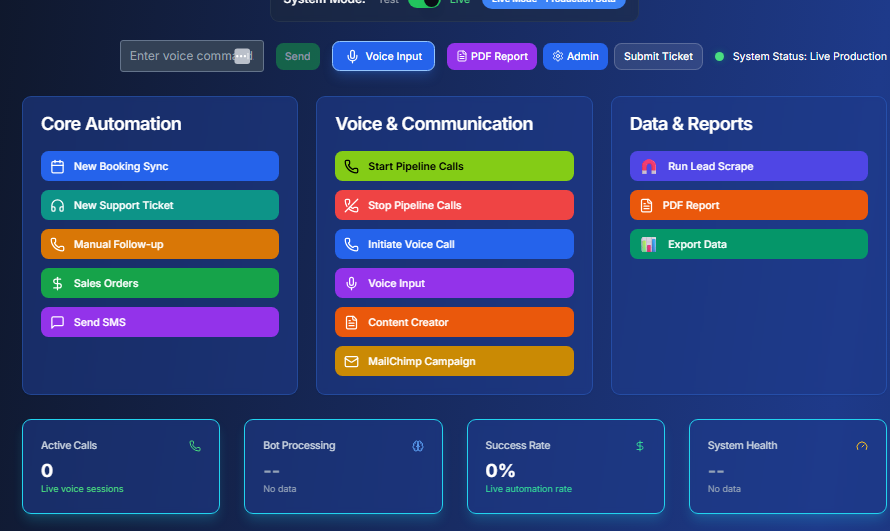 System Mode: Test Live Live Mode - Production Data
Enter voice comma
Send
Voice Input
PDF Report
Admin
Submit Ticket
System Status: Live Production
Core Automation
New Booking Sync
New Support Ticket
Manual Follow-up
Sales Orders
Send SMS
Voice & Communication
Start Pipeline Calls
Stop Pipeline Calls
Initiate Voice Call
Voice Input
Content Creator
MailChimp Campaign
Data & Reports
Run Lead Scrape
PDF Report
Export Data
Active Calls
0
Live voice sessions
Bot Processing
--
No data
Success Rate
0%
Live automation rate
System Health
--
No data